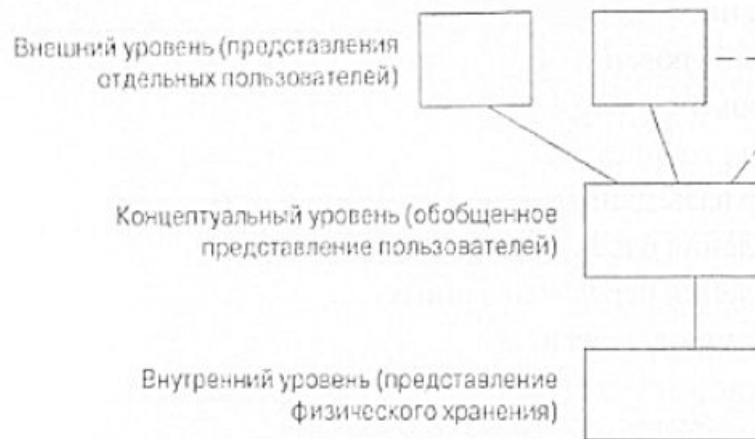 Внешний уровень (представления
отдельных пользователей)
Концептуальный уровень (обобщенное
представление пользователей)
Внутренний уровень (представление
физического хранения)